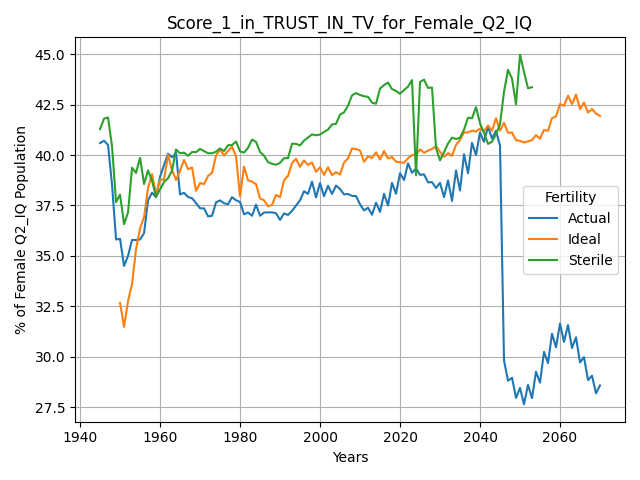 Score_1_in_TRUST_IN_TV_for_Female_Q2_IQ
% of Female Q2_IQ Population
45.0
42.5
40.0
37.5
35.0
32.5
30.0
27.5
Fertility
Actual
Ideal
Sterile
1940
1960
1980
2000
2020
2040
2060
Years